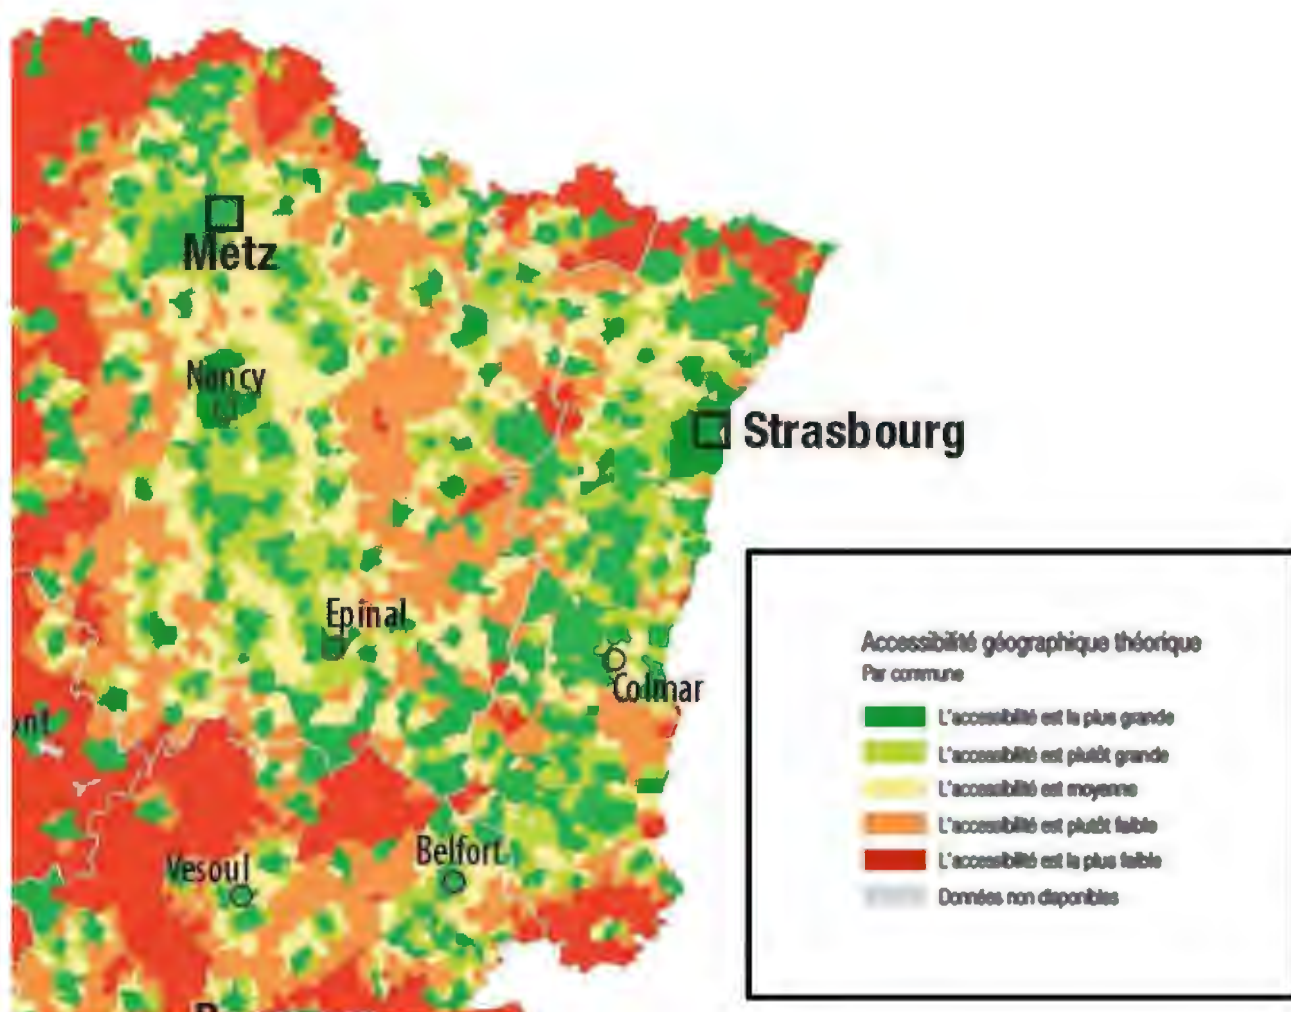 Metz
Nancy
Strasbourg
Epinal
Colmar
ont
Vesoul
Belfort
Accessibilité géographique théorique
Par commune
L'accessibilité est la plus grande
L'accessibilité est plutôt grande
L'accessibilité est moyenne
L'accessibilité est plutôt faible
L'accessibilité est la plus faible
Données non disponibles